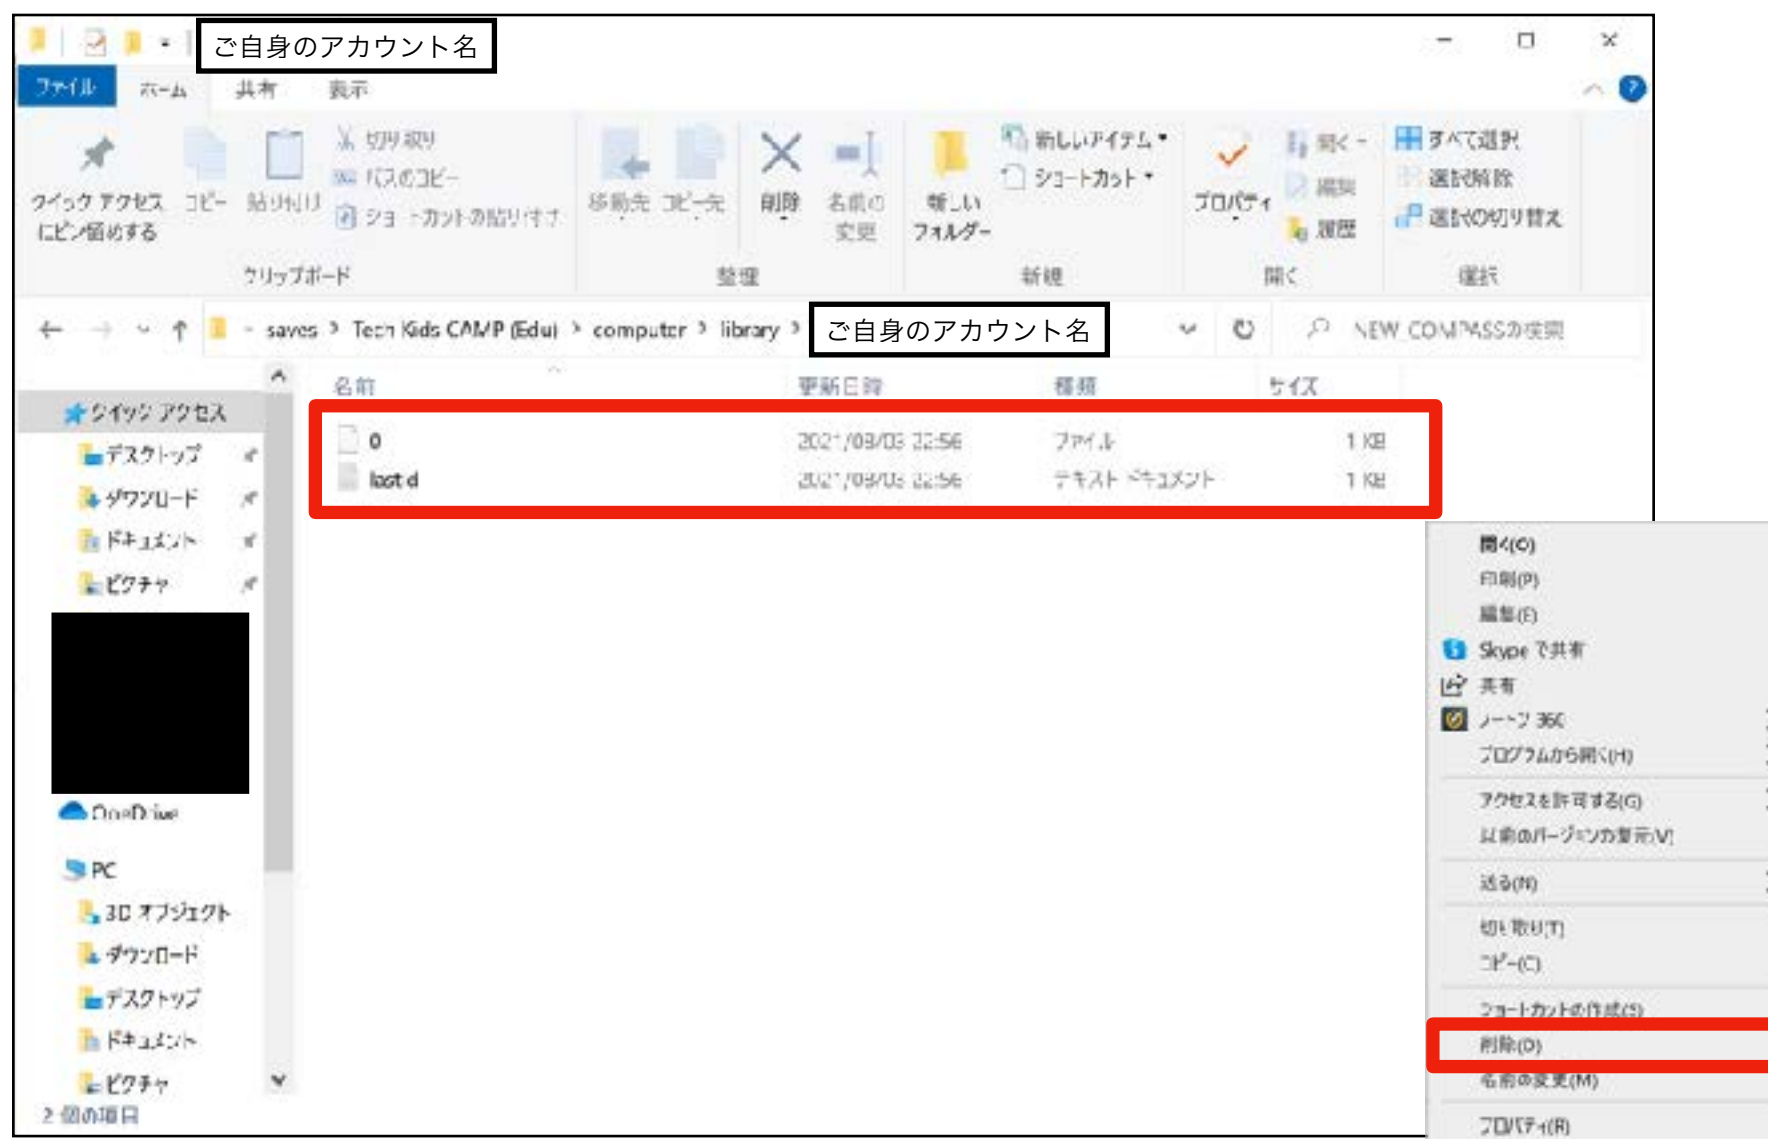 ご自身のアカウント名
ファイル ホーム 共有 表示
クイック アクセス
にピン留めする
コピー
貼り付け
切り取り
パスのコピー
ショートカットの貼り付け
移動先 コピー先
削除
名前の
変更
新しい
フォルダー
新しいアイテム
ショートカット
プロパティ
開く
編集
履歴
すべて選択
選択解除
選択の切り替え
クリップボード 整理 新規 開く 選択
saves › Tech Kids CAMP (Edu) › computer › library › ご自身のアカウント名
NEW COMPASSの検索
名前 更新日時 種類 サイズ
0 ファイル 1 KB
last d テキスト ドキュメント 1 KB
クイック アクセス
デスクトップ
ダウンロード
ドキュメント
ピクチャ
OneDrive
PC
3D オブジェクト
ダウンロード
デスクトップ
ドキュメント
ピクチャ
2 個の項目
開く(O)
印刷(P)
編集(E)
Skype で共有
共有
ノートン 360
プログラムから開く(H)
アクセスを許可する(G)
以前のバージョンの復元(V)
送る(N)
切り取り(T)
コピー(C)
ショートカットの作成(S)
削除(D)
名前の変更(M)
プロパティ(R)